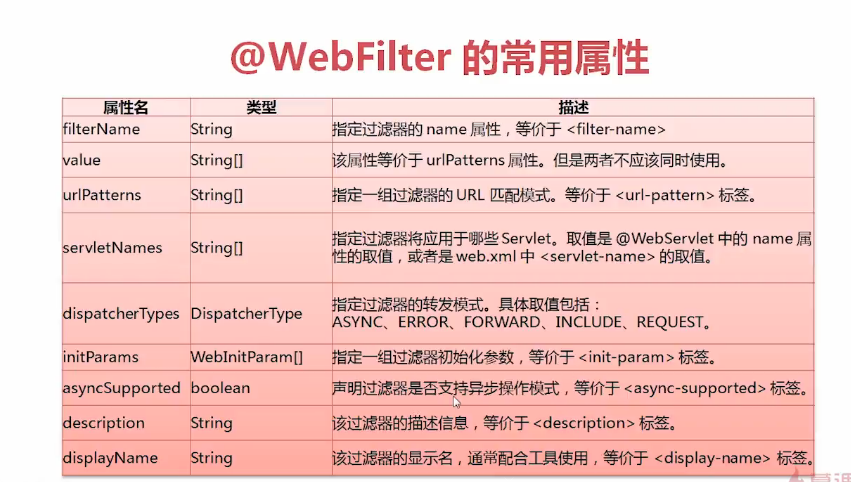 @WebFilter 的常用属性
属性名 类型 描述
filterName String 指定过滤器的 name 属性，等价于 <filter-name>
value String[] 该属性等价于 urlPatterns 属性。但是两者不应该同时使用。
urlPatterns String[] 指定一组过滤器的 URL 匹配模式。等价于 <url-pattern> 标签。
servletNames String[] 指定过滤器将应用于哪些 Servlet。取值是 @WebServlet 中的 name 属
性的取值，或者是 web.xml 中 <servlet-name> 的取值。
dispatcherTypes DispatcherType 指定过滤器的转发模式。具体取值包括：
ASYNC、ERROR、FORWARD、INCLUDE、REQUEST。
initParams WebInitParam[] 指定一组过滤器初始化参数，等价于 <init-param> 标签。
asyncSupported boolean 声明过滤器是否支持异步操作模式，等价于 <async-supported> 标签。
description String 该过滤器的描述信息，等价于 <description> 标签。
displayName String 该过滤器的显示名，通常配合工具使用，等价于 <display-name> 标签。